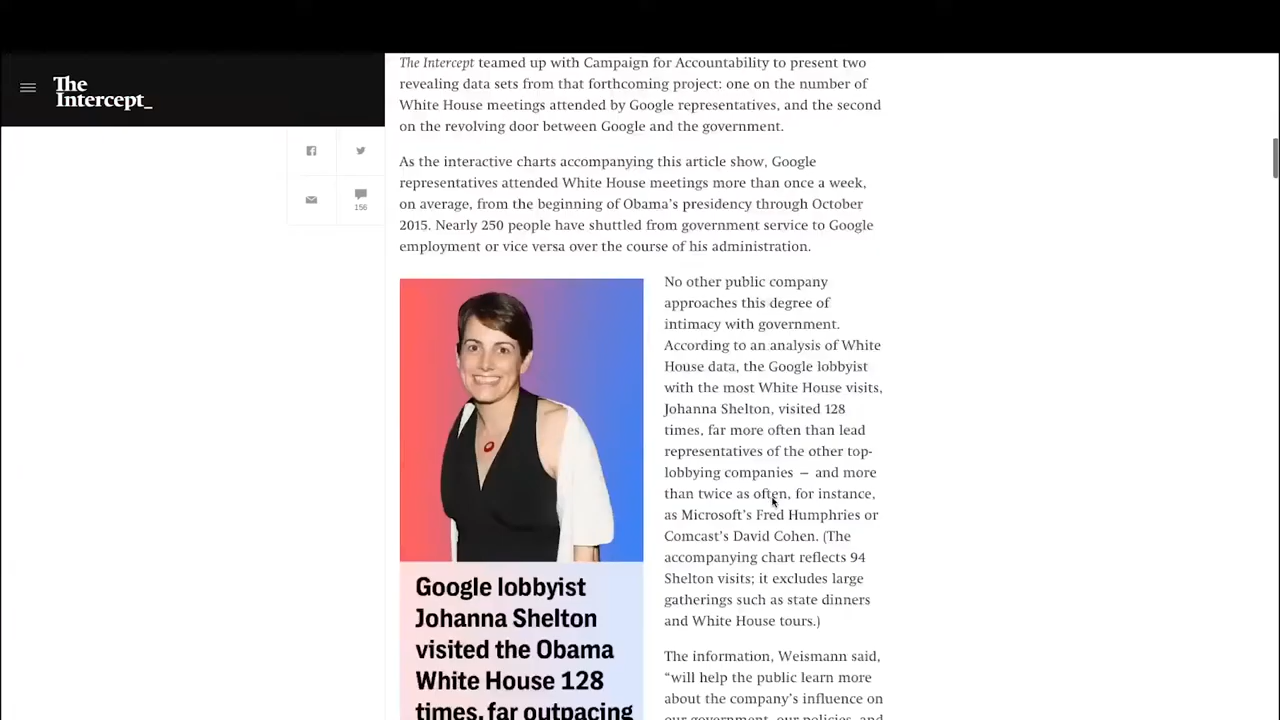 The
Intercept_
156
The Intercept teamed up with Campaign for Accountability to present two
revealing data sets from that forthcoming project: one on the number of
White House meetings attended by Google representatives, and the second
on the revolving door between Google and the government.
As the interactive charts accompanying this article show, Google
representatives attended White House meetings more than once a week,
on average, from the beginning of Obama’s presidency through October
2015. Nearly 250 people have shuttled from government service to Google
employment or vice versa over the course of his administration.
No other public company
approaches this degree of
intimacy with government.
According to an analysis of White
House data, the Google lobbyist
with the most White House visits,
Johanna Shelton, visited 128
times, far more often than lead
representatives of the other top-
lobbying companies — and more
than twice as often, for instance,
as Microsoft’s Fred Humphries or
Comcast’s David Cohen. (The
accompanying chart reflects 94
Shelton visits; it excludes large
gatherings such as state dinners
and White House tours.)
The information, Weismann said,
“will help the public learn more
about the company’s influence on
our government, our policies, and
Google lobbyist
Johanna Shelton
visited the Obama
White House 128
times, far outpacing